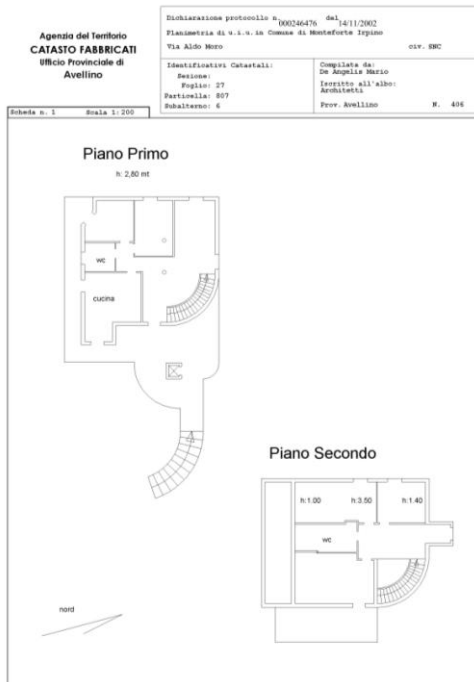 Agenzia del Territorio
CATASTO FABBRICATI
Ufficio Provinciale di
Avellino
Dichiarazione protocollo n. 000246476 del 14/11/2002
Planimetria di u.i.u. in Comune di Monteforte Irpino
Via Aldo Moro civ. SNC
Identificativi Catastali:
Sezione:
Foglio: 27
Particella: 807
Subalterno: 6
Compilata da:
De Angelis Mario
Iscritto all'albo:
Architetti
Prov. Avellino N. 406
Scheda n. 1 Scala 1:200
Piano Primo
h: 2,80 mt
wc
cucina
Piano Secondo
h:1.00 h:3.50 h:1.40
wc
nord